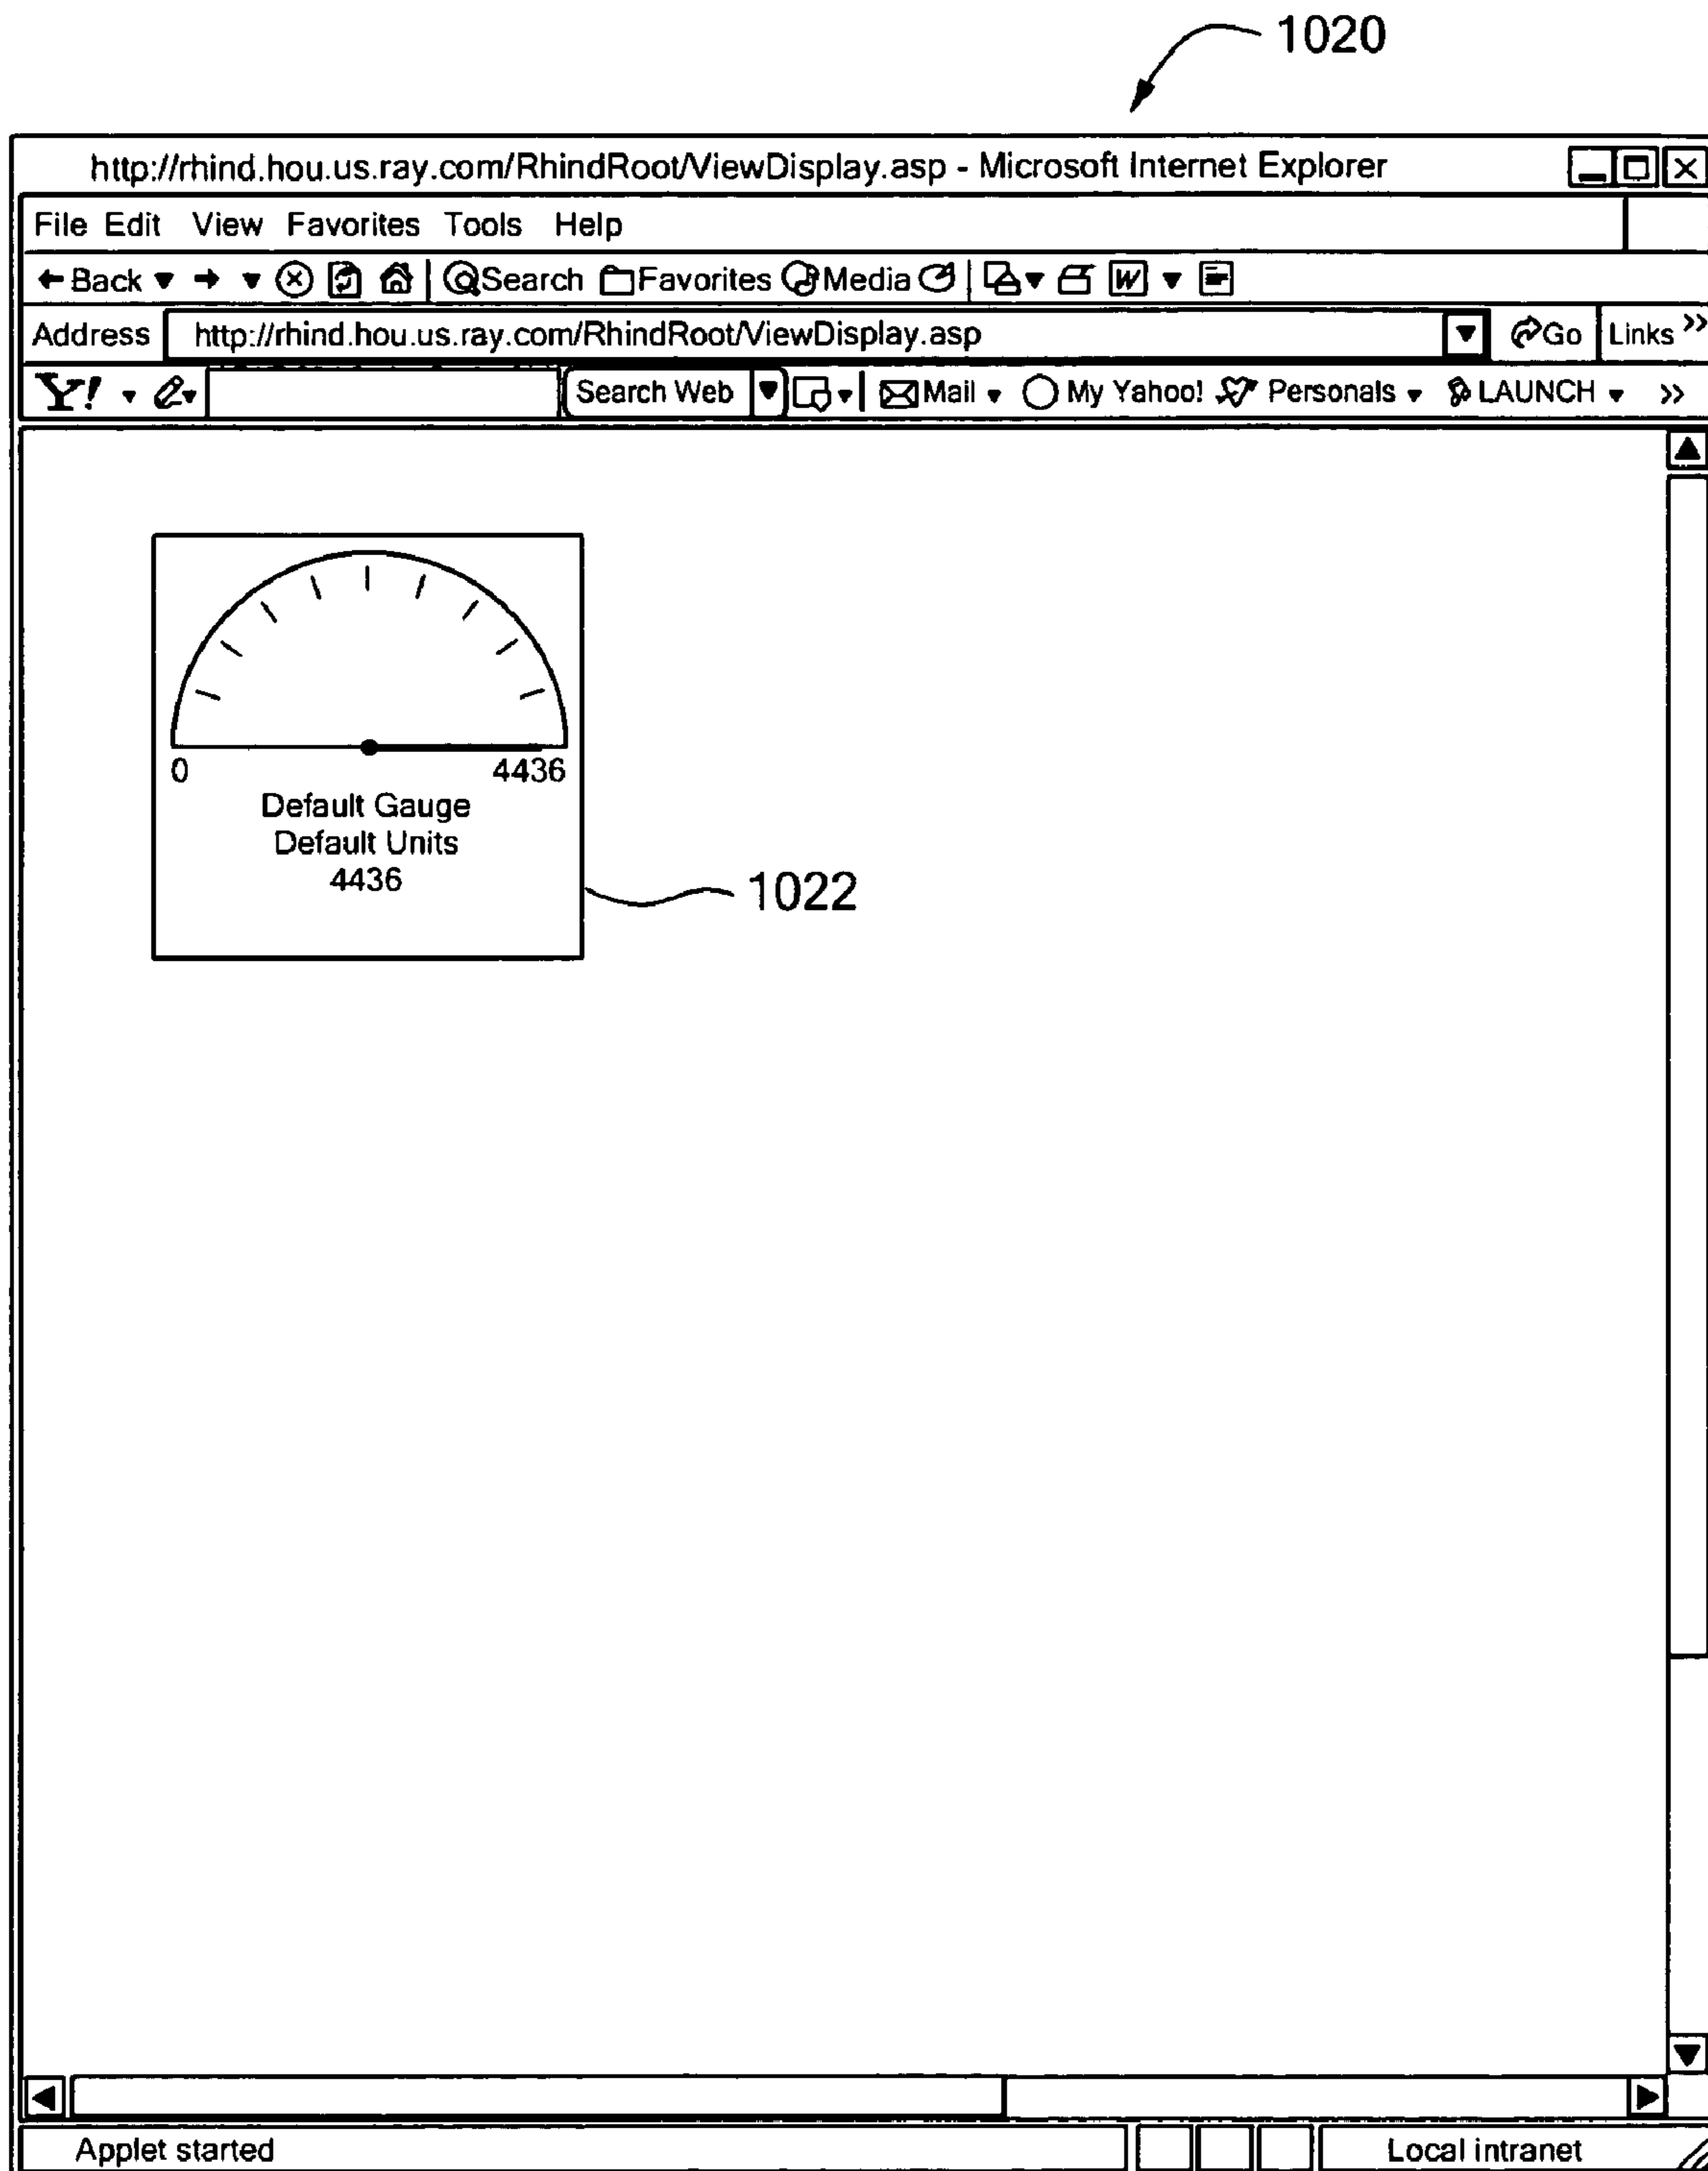 1020
http://rhind.hou.us.ray.com/RhindRoot/ViewDisplay.asp - Microsoft Internet Explorer
File Edit View Favorites Tools Help
Back Search Favorites Media W
Address http://rhind.hou.us.ray.com/RhindRoot/ViewDisplay.asp Go Links »
Y! Search Web Mail My Yahoo! Personals LAUNCH »
0 4436
Default Gauge
Default Units
4436
1022
Applet started Local intranet